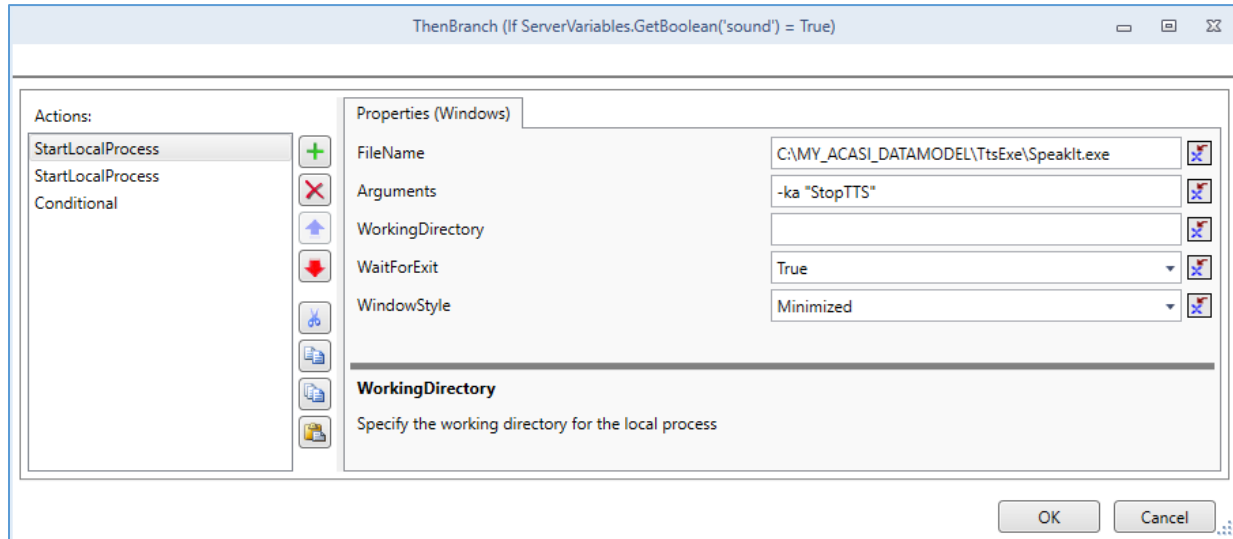 ThenBranch (If ServerVariables.GetBoolean('sound') = True)
Actions:
StartLocalProcess
StartLocalProcess
Conditional
Properties (Windows)
FileName C:\MY_ACASI_DATAMODEL\TtsExe\SpeakIt.exe
Arguments -ka "StopTTS"
WorkingDirectory
WaitForExit True
WindowStyle Minimized
WorkingDirectory
Specify the working directory for the local process
OK Cancel